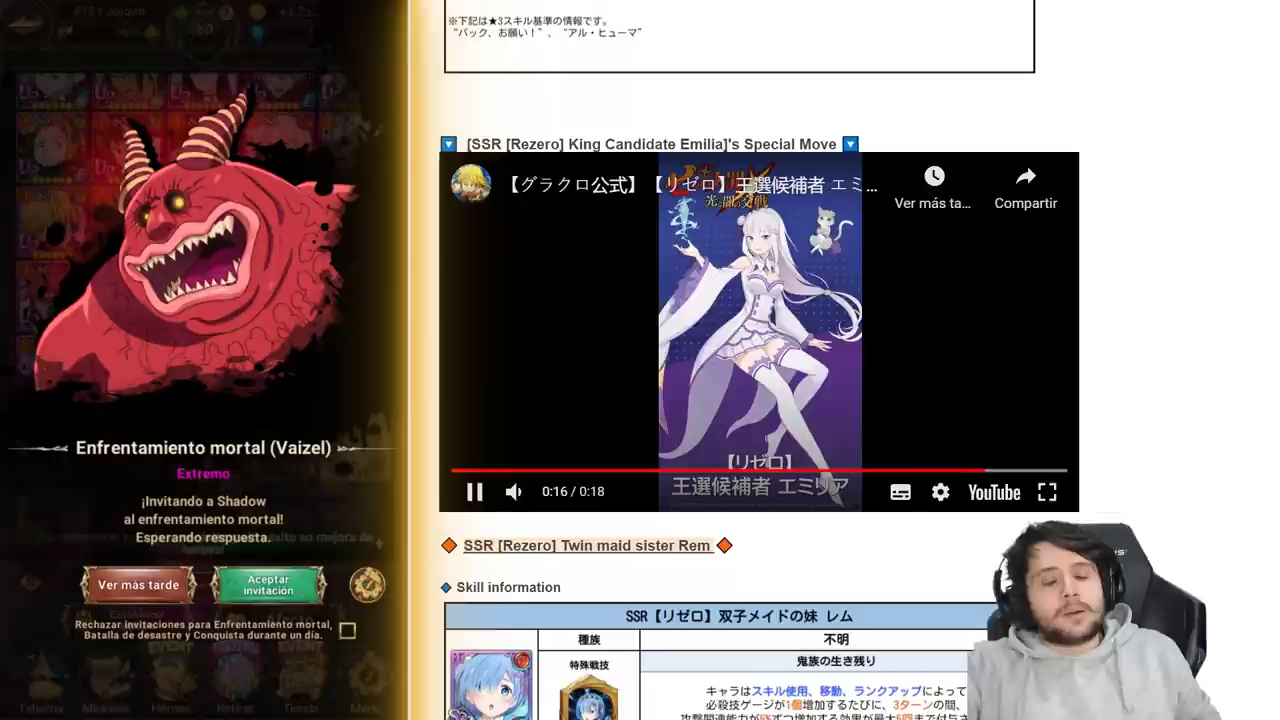 Enfrentamiento mortal (Vaizel)
Extremo
¡Invitando a Shadow
al enfrentamiento mortal!
Esperando respuesta.
Ver más tarde
Aceptar
invitación
Rechazar invitaciones para Enfrentamiento mortal,
Batalla de desastre y Conquista durante un día.
Taberna
Misiones
Héroes
Retirar
Tienda
Menú
※下記は★3スキル基準の情報です。
“パック、お願い！”、“アル・ヒューマ”
[SSR [Rezero] King Candidate Emilia]'s Special Move
【グラクロ公式】【リゼロ】王選候補者 エミ...
Ver más ta...
Compartir
光と闇の交戦
【リゼロ】
王選候補者 エミリア
0:16 / 0:18
YouTube
SSR [Rezero] Twin maid sister Rem
Skill information
SSR【リゼロ】双子メイドの妹 レム
種族
不明
特殊戦技
鬼族の生き残り
キャラはスキル使用、移動、ランクアップによって
必殺技ゲージが1個増加するたびに、3ターンの間、